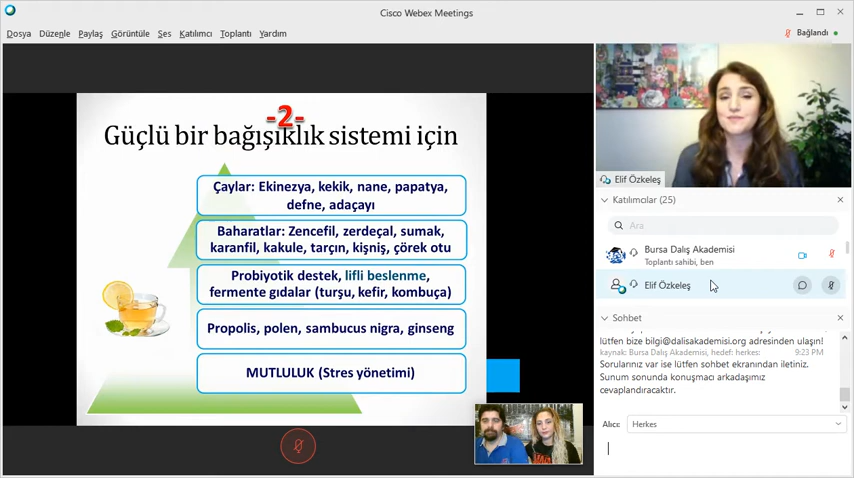 Cisco Webex Meetings
Dosya Düzenle Paylaş Görüntüle Ses Katılımcı Toplantı Yardım
Bağlandı
-2-
Güçlü bir bağışıklık sistemi için
Çaylar: Ekinezya, kekik, nane, papatya,
defne, adaçayı
Baharatlar: Zencefil, zerdeçal, sumak,
karanfil, kakule, tarçın, kişniş, çörek otu
Probiyotik destek, lifli beslenme,
fermente gıdalar (turşu, kefir, kombuça)
Propolis, polen, sambucus nigra, ginseng
MUTLULUK (Stres yönetimi)
Elif Özkeleş
Katılımcılar (25)
Ara
Bursa Dalış Akademisi
Toplantı sahibi, ben
Elif Özkeleş
Sohbet
lütfen bize bilgi@dalisakademisi.org adresinden ulaşın!
kaynak: Bursa Dalış Akademisi, hedef: herkes: 9:23 PM
Sorularınız var ise lütfen sohbet ekranından iletiniz.
Sunum sonunda konuşmacı arkadaşımız
cevaplandıracaktır.
Alıcı: Herkes